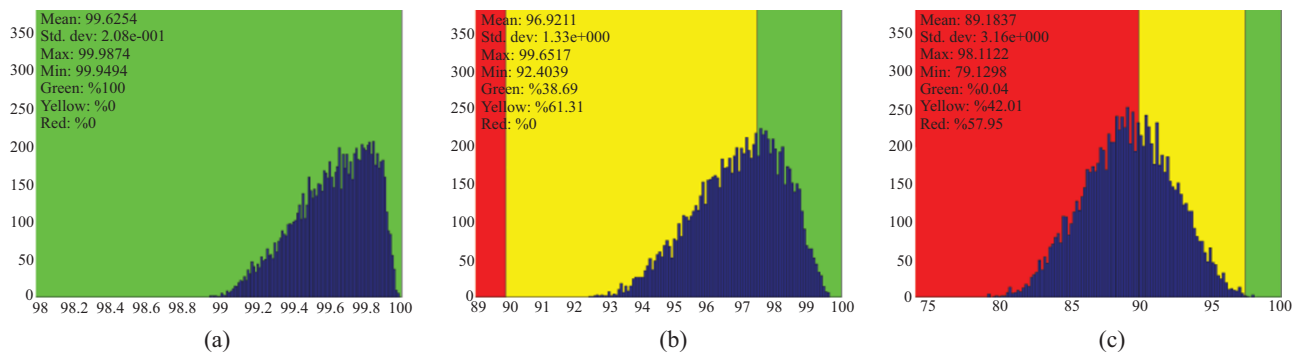 350
300
250
200
150
100
50
0
Mean: 99.6254
Std. dev: 2.08e-001
Max: 99.9874
Min: 99.9494
Green: %100
Yellow: %0
Red: %0
98 98.2 98.4 98.6 98.8 99 99.2 99.4 99.6 99.8 100
(a)
350
300
250
200
150
100
50
0
Mean: 96.9211
Std. dev: 1.33e+000
Max: 99.6517
Min: 92.4039
Green: %38.69
Yellow: %61.31
Red: %0
89 90 91 92 93 94 95 96 97 98 99 100
(b)
350
300
250
200
150
100
50
0
Mean: 89.1837
Std. dev: 3.16e+000
Max: 98.1122
Min: 79.1298
Green: %0.04
Yellow: %42.01
Red: %57.95
75 80 85 90 95 100
(c)